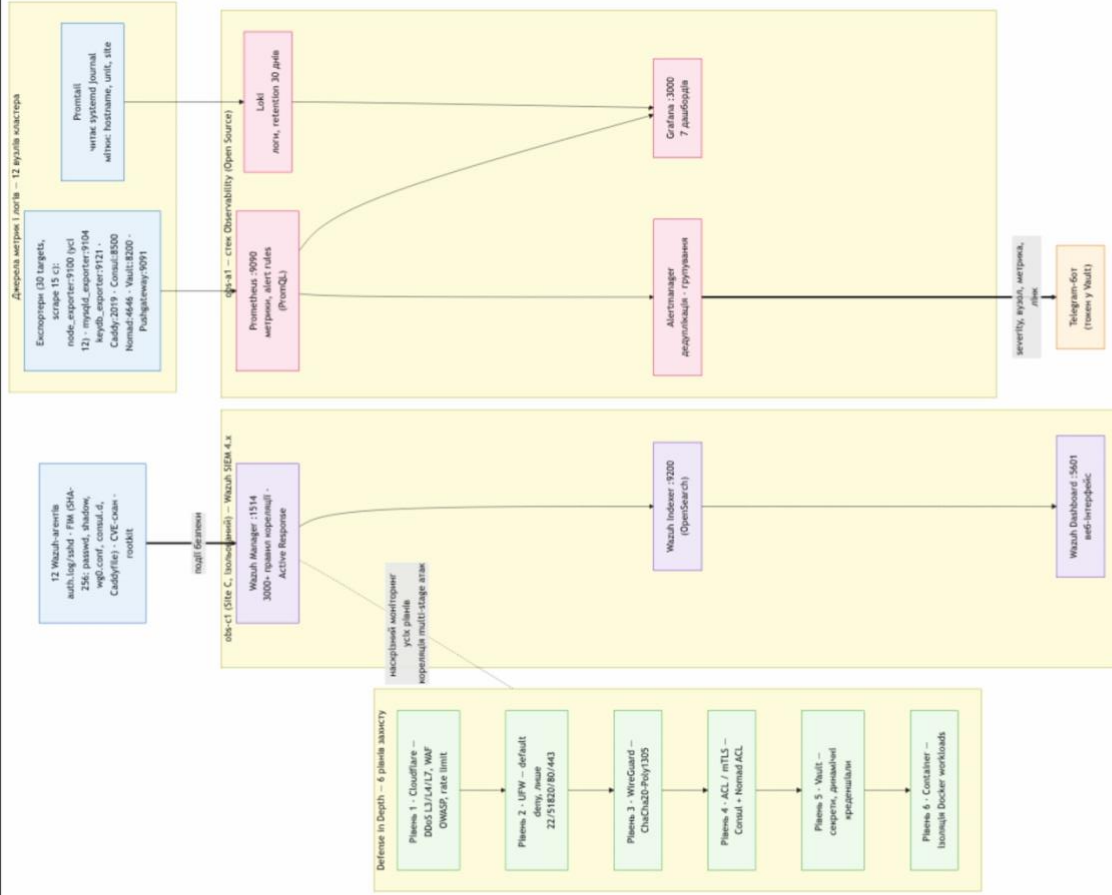 Джерела метрик і логів — 12 вузлів кластера
Promtail
читає systemd journal
мітки: hostname, unit, site
Експортери (30 targets,
scrape 15 с):
node_exporter:9100 (усі
12) · mysqld_exporter:9104
keydb_exporter:9121 ·
Caddy:2019 · Consul:8500
Nomad:4646 · Vault:8200 ·
Pushgateway:9091
obs-a1 — стек Observability (Open Source)
Loki
логи, retention 30 днів
Prometheus :9090
метрики, alert rules
(PromQL)
Grafana :3000
7 дашбордів
Alertmanager
дедуплікація · групування
severity, вузол, метрика,
лінк
Telegram-бот
(токен у Vault)
12 Wazuh-агентів
auth.log/sshd · FIM (SHA-
256: passwd, shadow,
wg0.conf, consul.d,
Caddyfile) · CVE-скан ·
rootkit
події безпеки
obs-c1 (Site C, ізольований) — Wazuh SIEM 4.x
Wazuh Manager :1514
3000+ правил кореляції ·
Active Response
Wazuh Indexer :9200
(OpenSearch)
Wazuh Dashboard :5601
веб-інтерфейс
наскрізний моніторинг
усіх рівнів
кореляція multi-stage атак
Defense in Depth — 6 рівнів захисту
Рівень 1 · Cloudflare —
DDoS L3/L4/L7, WAF
OWASP, rate limit
Рівень 2 · UFW — default
deny, лише
22/51820/80/443
Рівень 3 · WireGuard —
ChaCha20-Poly1305
Рівень 4 · ACL / mTLS —
Consul + Nomad ACL
Рівень 5 · Vault —
секрети, динамічні
креденшіали
Рівень 6 · Container —
ізоляція Docker workloads